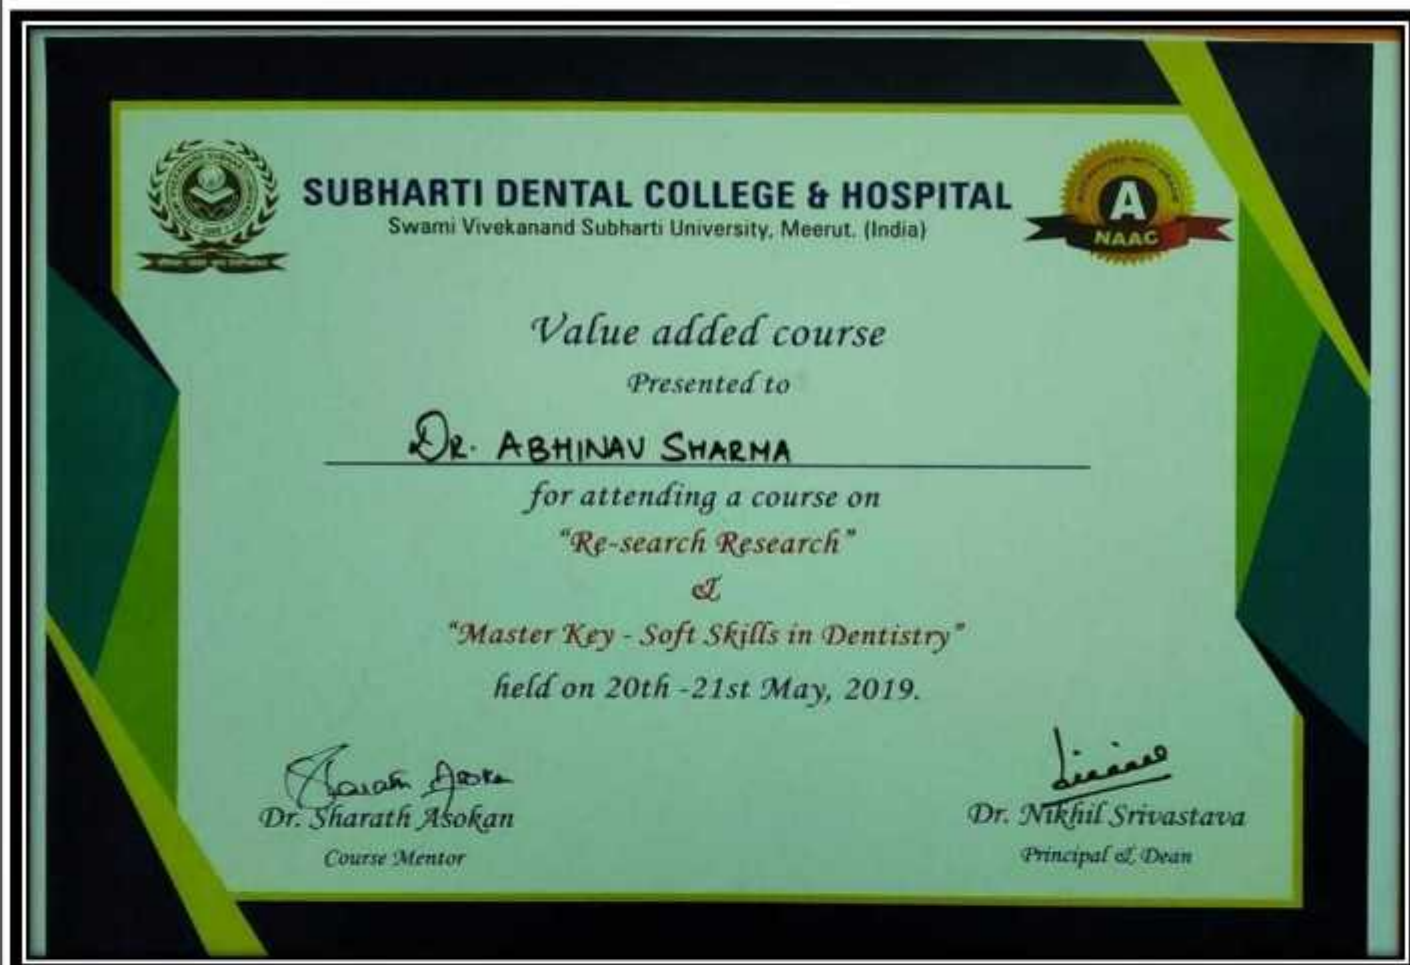 SUBHARTI DENTAL COLLEGE & HOSPITAL
Swami Vivekanand Subharti University, Meerut. (India)
A
NAAC
Value added course
Presented to
DR. ABHINAV SHARMA
for attending a course on
"Re-search Research"
&
"Master Key - Soft Skills in Dentistry"
held on 20th -21st May, 2019.
Sharath Asokan
Dr. Sharath Asokan
Course Mentor
Dr. Nikhil Srivastava
Principal & Dean